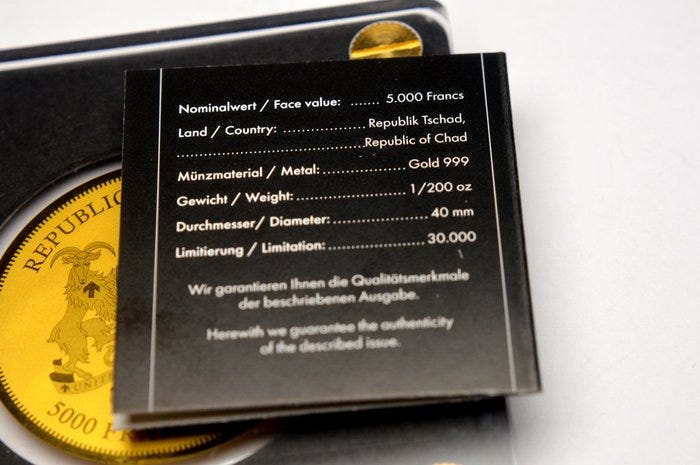 Nominalwert / Face value: ....... 5.000 Francs
Land / Country: .................. Republik Tschad,
.........................................Republic of Chad
Münzmaterial / Metal:.................. Gold 999
Gewicht / Weight:........................ 1/200 oz
Durchmesser/ Diameter:..................... 40 mm
Limitierung / Limitation:.....................30.000
Wir garantieren Ihnen die Qualitätsmerkmale
der beschriebenen Ausgabe.
Herewith we guarantee the authenticity
of the described issue.
REPUBLIC
5000 F